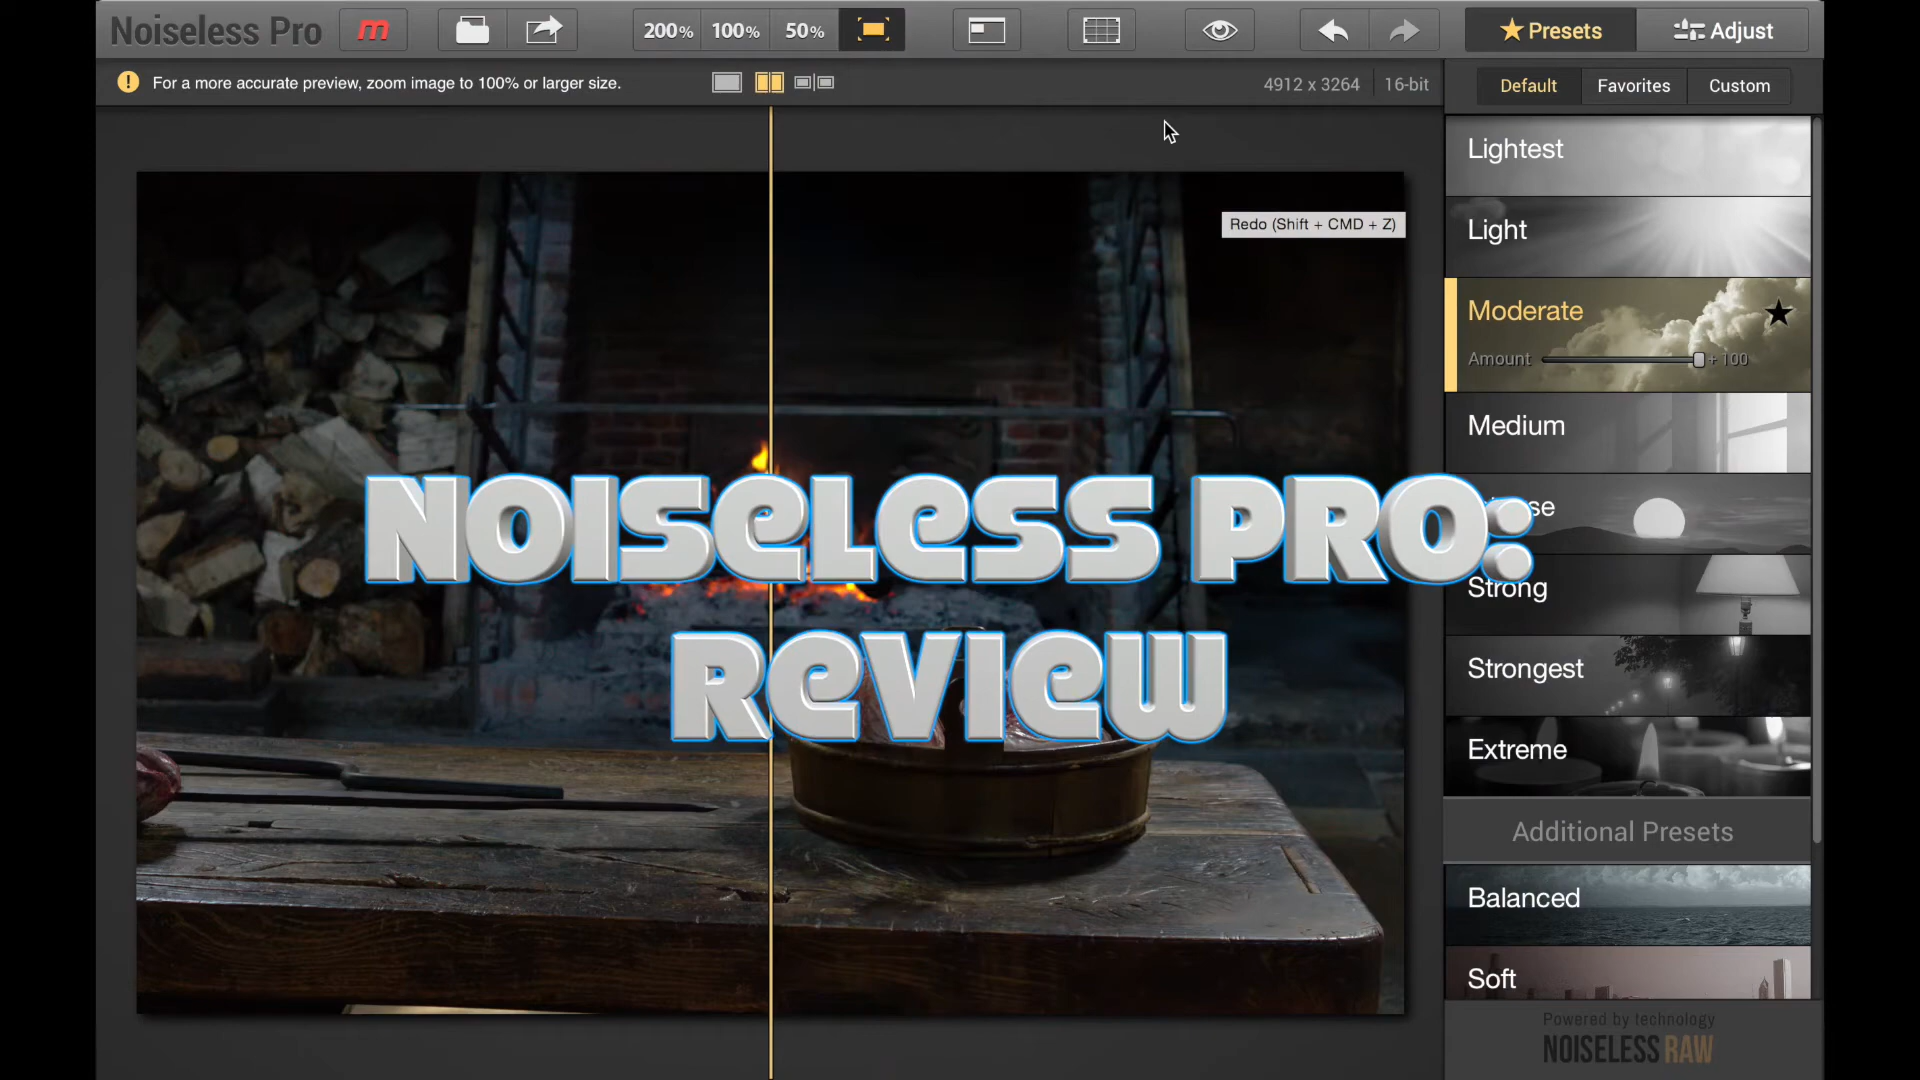 Noiseless Pro
m
200%
100%
50%
Presets
Adjust
For a more accurate preview, zoom image to 100% or larger size.
4912 x 3264
16-bit
Default
Favorites
Custom
Redo (Shift + CMD + Z)
Lightest
Light
Moderate
Amount
+ 100
Medium
Strong
Strongest
Extreme
Additional Presets
Balanced
Soft
NOISELESS PRO:
REVIEW
Powered by technology
NOISELESS RAW